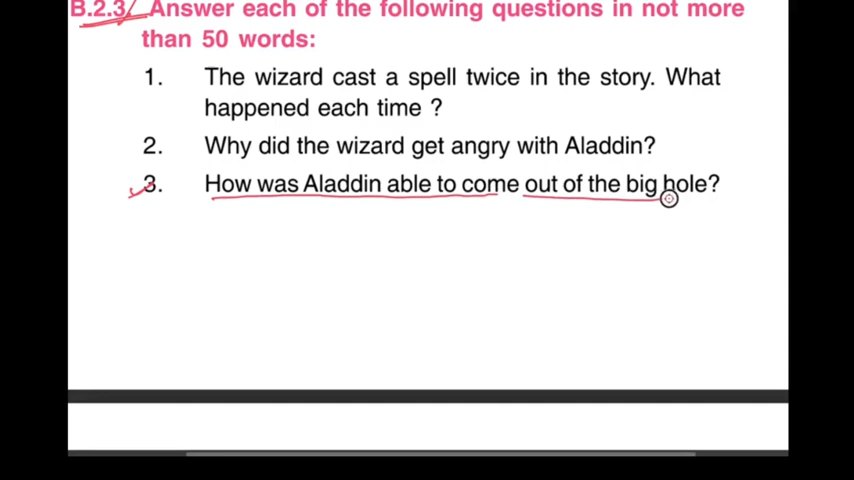 B.2.3/ Answer each of the following questions in not more
than 50 words:
1. The wizard cast a spell twice in the story. What
happened each time ?
2. Why did the wizard get angry with Aladdin?
3. How was Aladdin able to come out of the big hole?